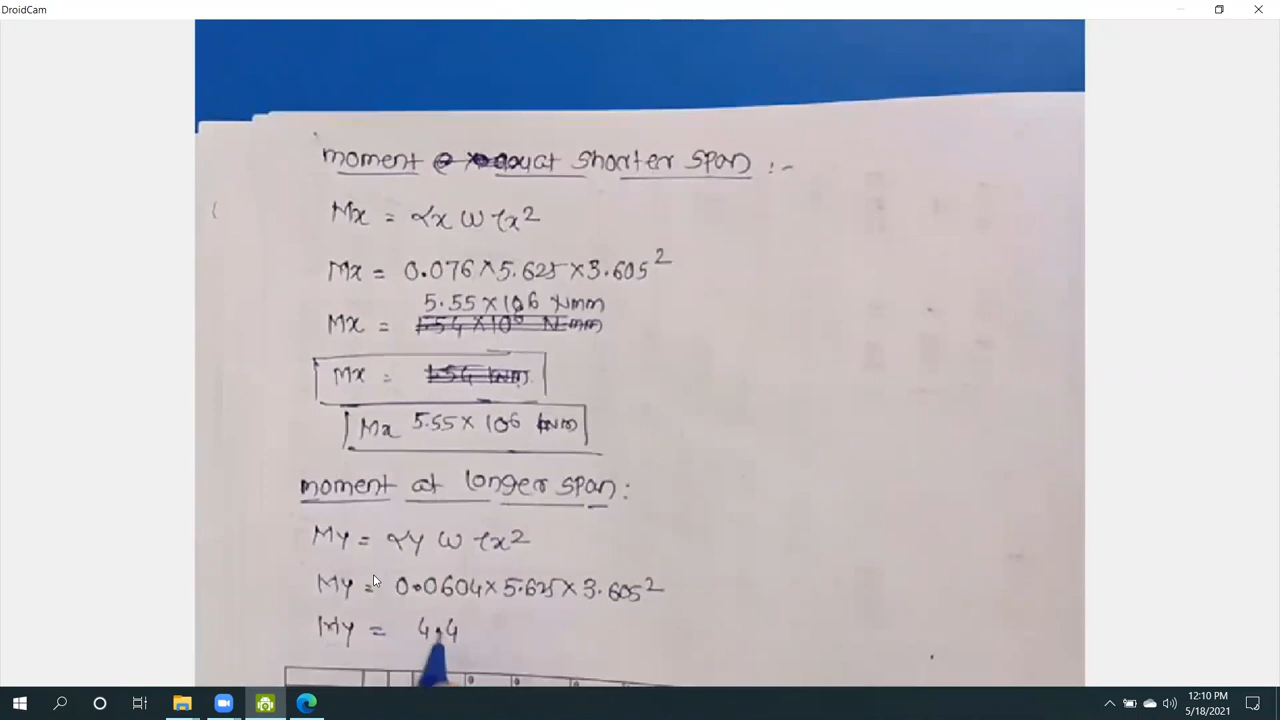 DroidCam
moment at shorter span :-
Mx = αx ω lx²
Mx = 0.076×5.625×3.605²
5.55×10⁶ Nmm
Mx =
Mx =
Mx 5.55×10⁶ kNm
moment at longer span:
My = αy ω lx²
My = 0.0604×5.625×3.605²
My = 4.4
12:10 PM
5/18/2021